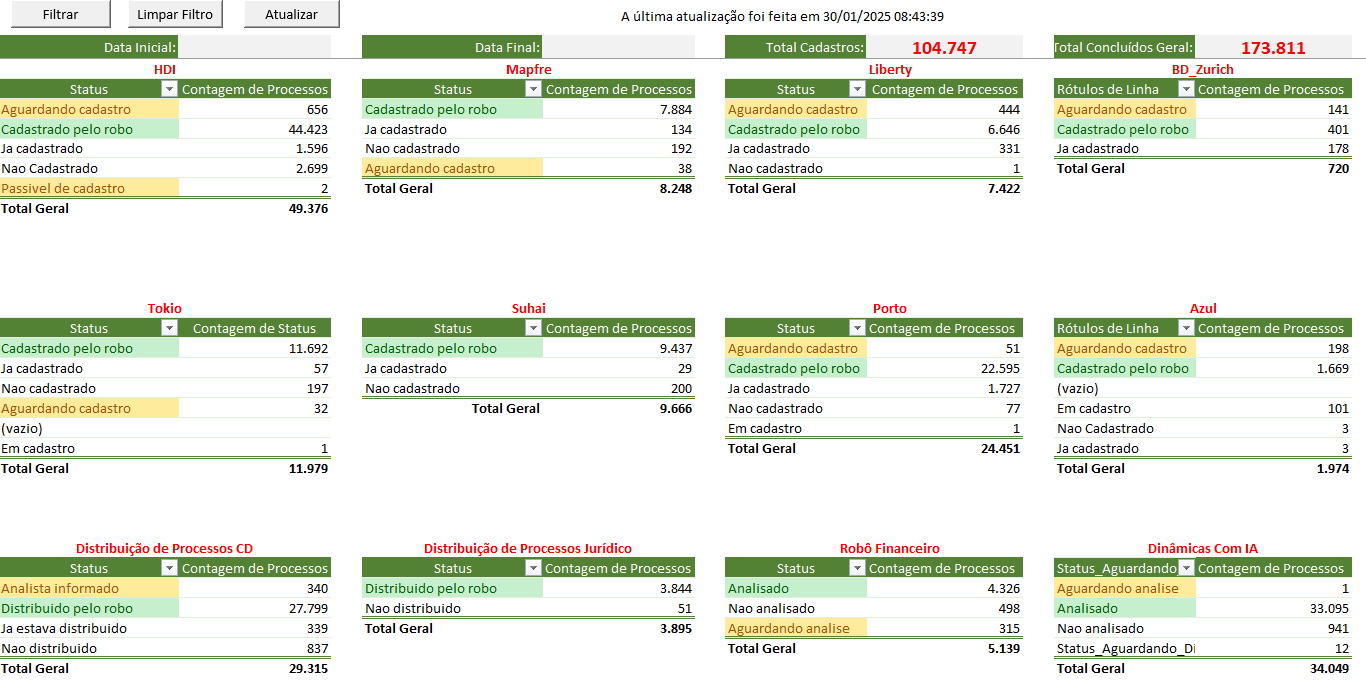 Filtrar Limpar Filtro Atualizar A última atualização foi feita em 30/01/2025 08:43:39
Data Inicial: Data Final: Total Cadastros: 104.747 Total Concluídos Geral: 173.811
HDI
Status Contagem de Processos
Aguardando cadastro 656
Cadastrado pelo robo 44.423
Ja cadastrado 1.596
Nao Cadastrado 2.699
Passivel de cadastro 2
Total Geral 49.376
Mapfre
Status Contagem de Processos
Cadastrado pelo robo 7.884
Ja cadastrado 134
Nao cadastrado 192
Aguardando cadastro 38
Total Geral 8.248
Liberty
Status Contagem de Processos
Aguardando cadastro 444
Cadastrado pelo robo 6.646
Ja cadastrado 331
Nao cadastrado 1
Total Geral 7.422
BD_Zurich
Rótulos de Linha Contagem de Processos
Aguardando cadastro 141
Cadastrado pelo robo 401
Ja cadastrado 178
Total Geral 720
Tokio
Status Contagem de Status
Cadastrado pelo robo 11.692
Ja cadastrado 57
Nao cadastrado 197
Aguardando cadastro 32
(vazio)
Em cadastro 1
Total Geral 11.979
Suhai
Status Contagem de Processos
Cadastrado pelo robo 9.437
Ja cadastrado 29
Nao cadastrado 200
Total Geral 9.666
Porto
Status Contagem de Processos
Aguardando cadastro 51
Cadastrado pelo robo 22.595
Ja cadastrado 1.727
Nao cadastrado 77
Em cadastro 1
Total Geral 24.451
Azul
Rótulos de Linha Contagem de Processos
Aguardando cadastro 198
Cadastrado pelo robo 1.669
(vazio)
Em cadastro 101
Nao Cadastrado 3
Ja cadastrado 3
Total Geral 1.974
Distribuição de Processos CD
Status Contagem de Processos
Analista informado 340
Distribuido pelo robo 27.799
Ja estava distribuido 339
Nao distribuido 837
Total Geral 29.315
Distribuição de Processos Jurídico
Status Contagem de Processos
Distribuido pelo robo 3.844
Nao distribuido 51
Total Geral 3.895
Robô Financeiro
Status Contagem de Processos
Analisado 4.326
Nao analisado 498
Aguardando analise 315
Total Geral 5.139
Dinâmicas Com IA
Status_Aguardando Contagem de Processos
Aguardando analise 1
Analisado 33.095
Nao analisado 941
Status_Aguardando_Di 12
Total Geral 34.049